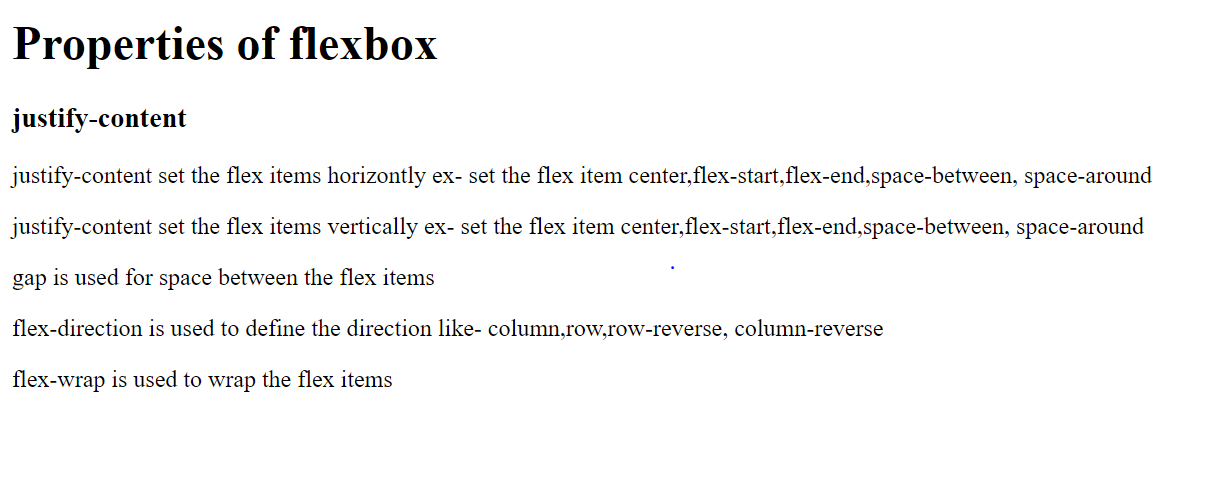 Properties of flexbox
justify-content
justify-content set the flex items horizontly ex- set the flex item center,flex-start,flex-end,space-between, space-around
justify-content set the flex items vertically ex- set the flex item center,flex-start,flex-end,space-between, space-around
gap is used for space between the flex items
flex-direction is used to define the direction like- column,row,row-reverse, column-reverse
flex-wrap is used to wrap the flex items